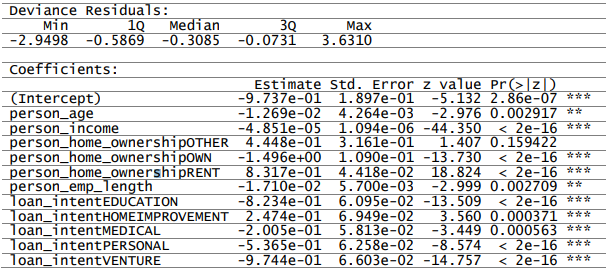 Deviance Residuals:
Min 1Q Median 3Q Max
-2.9498 -0.5869 -0.3085 -0.0731 3.6310
Coefficients:
Estimate Std. Error z value Pr(>|z|)
(Intercept) -9.737e-01 1.897e-01 -5.132 2.86e-07 ***
person_age -1.269e-02 4.264e-03 -2.976 0.002917 **
person_income -4.851e-05 1.094e-06 -44.350 < 2e-16 ***
person_home_ownershipOTHER 4.448e-01 3.161e-01 1.407 0.159422
person_home_ownershipOWN -1.496e+00 1.090e-01 -13.730 < 2e-16 ***
person_home_ownershipRENT 8.317e-01 4.418e-02 18.824 < 2e-16 ***
person_emp_length -1.710e-02 5.700e-03 -2.999 0.002709 **
loan_intentEDUCATION -8.234e-01 6.095e-02 -13.509 < 2e-16 ***
loan_intentHOMEIMPROVEMENT 2.474e-01 6.949e-02 3.560 0.000371 ***
loan_intentMEDICAL -2.005e-01 5.813e-02 -3.449 0.000563 ***
loan_intentPERSONAL -5.365e-01 6.258e-02 -8.574 < 2e-16 ***
loan_intentVENTURE -9.744e-01 6.603e-02 -14.757 < 2e-16 ***